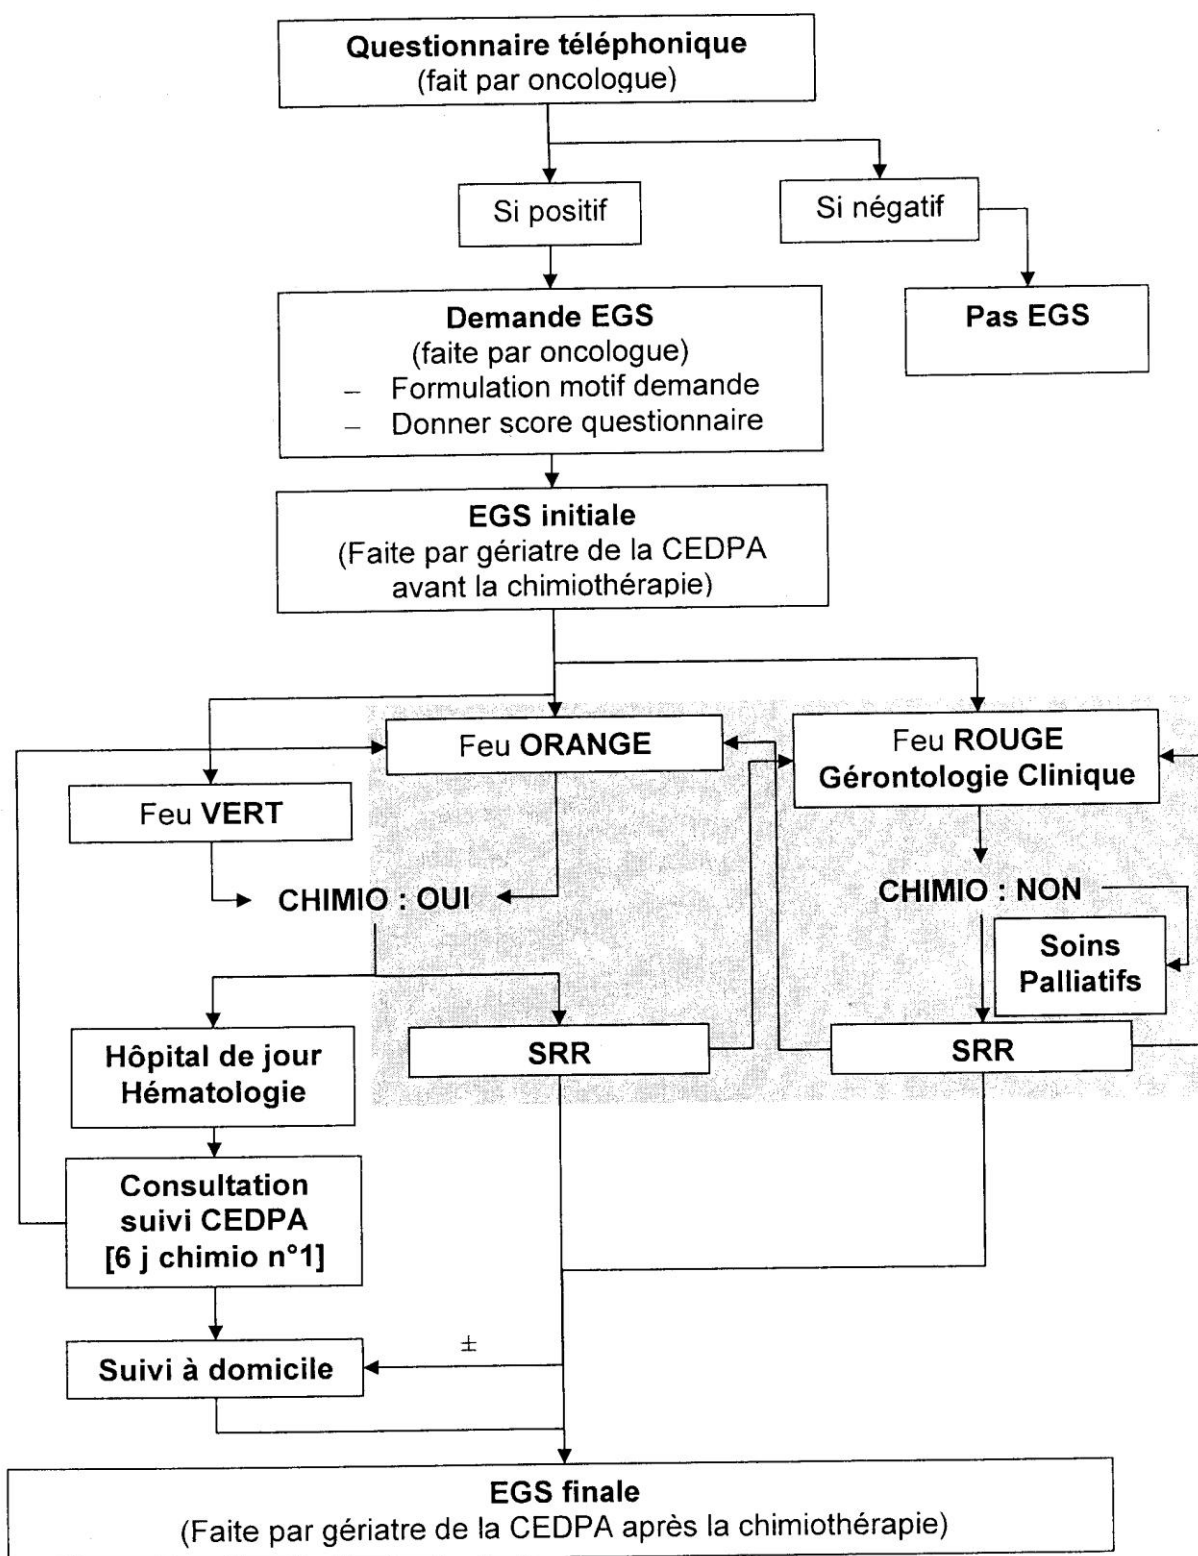 Questionnaire téléphonique
(fait par oncologue)
Si positif
Si négatif
Demande EGS
(faite par oncologue)
– Formulation motif demande
– Donner score questionnaire
Pas EGS
EGS initiale
(Faite par gériatre de la CEDPA
avant la chimiothérapie)
Feu ORANGE
Feu ROUGE
Gérontologie Clinique
Feu VERT
CHIMIO : OUI
CHIMIO : NON
Soins
Palliatifs
Hôpital de jour
Hématologie
SRR
SRR
Consultation
suivi CEDPA
[6 j chimio n°1]
±
Suivi à domicile
EGS finale
(Faite par gériatre de la CEDPA après la chimiothérapie)